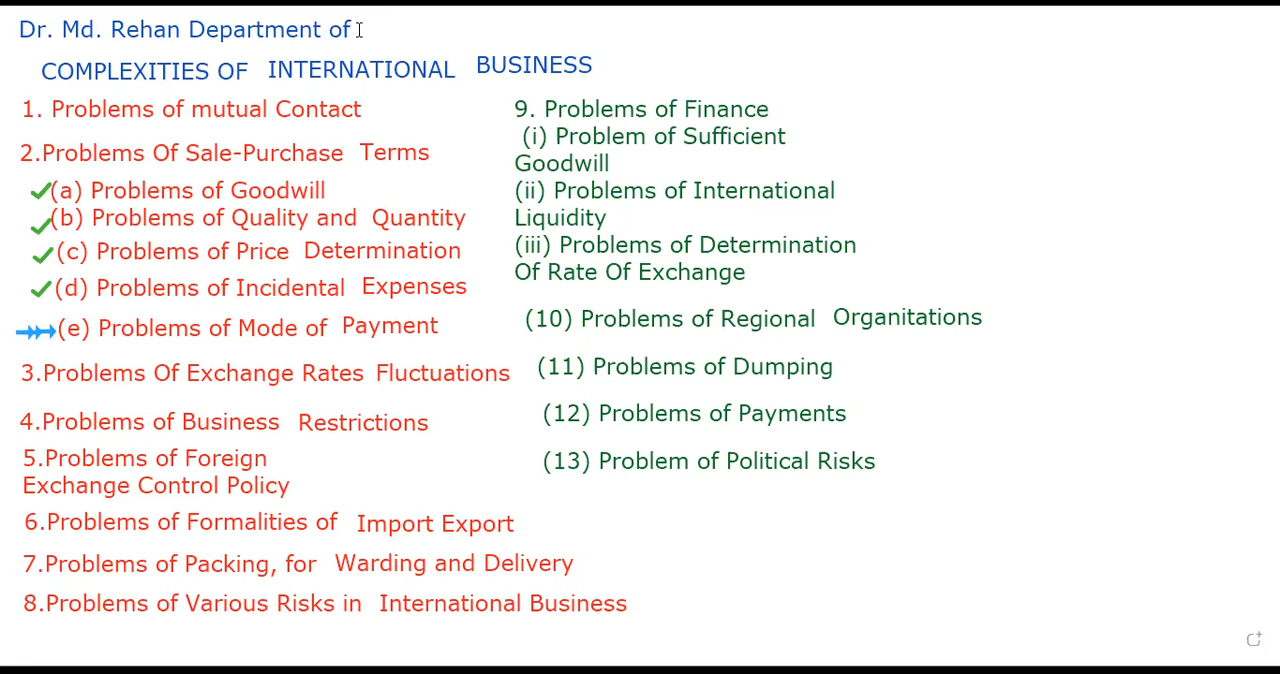 Dr. Md. Rehan Department of
COMPLEXITIES OF INTERNATIONAL BUSINESS
1. Problems of mutual Contact
2.Problems Of Sale-Purchase Terms
(a) Problems of Goodwill
(b) Problems of Quality and Quantity
(c) Problems of Price Determination
(d) Problems of Incidental Expenses
(e) Problems of Mode of Payment
3.Problems Of Exchange Rates Fluctuations
4.Problems of Business Restrictions
5.Problems of Foreign
Exchange Control Policy
6.Problems of Formalities of Import Export
7.Problems of Packing, for Warding and Delivery
8.Problems of Various Risks in International Business
9. Problems of Finance
(i) Problem of Sufficient
Goodwill
(ii) Problems of International
Liquidity
(iii) Problems of Determination
Of Rate Of Exchange
(10) Problems of Regional Organitations
(11) Problems of Dumping
(12) Problems of Payments
(13) Problem of Political Risks